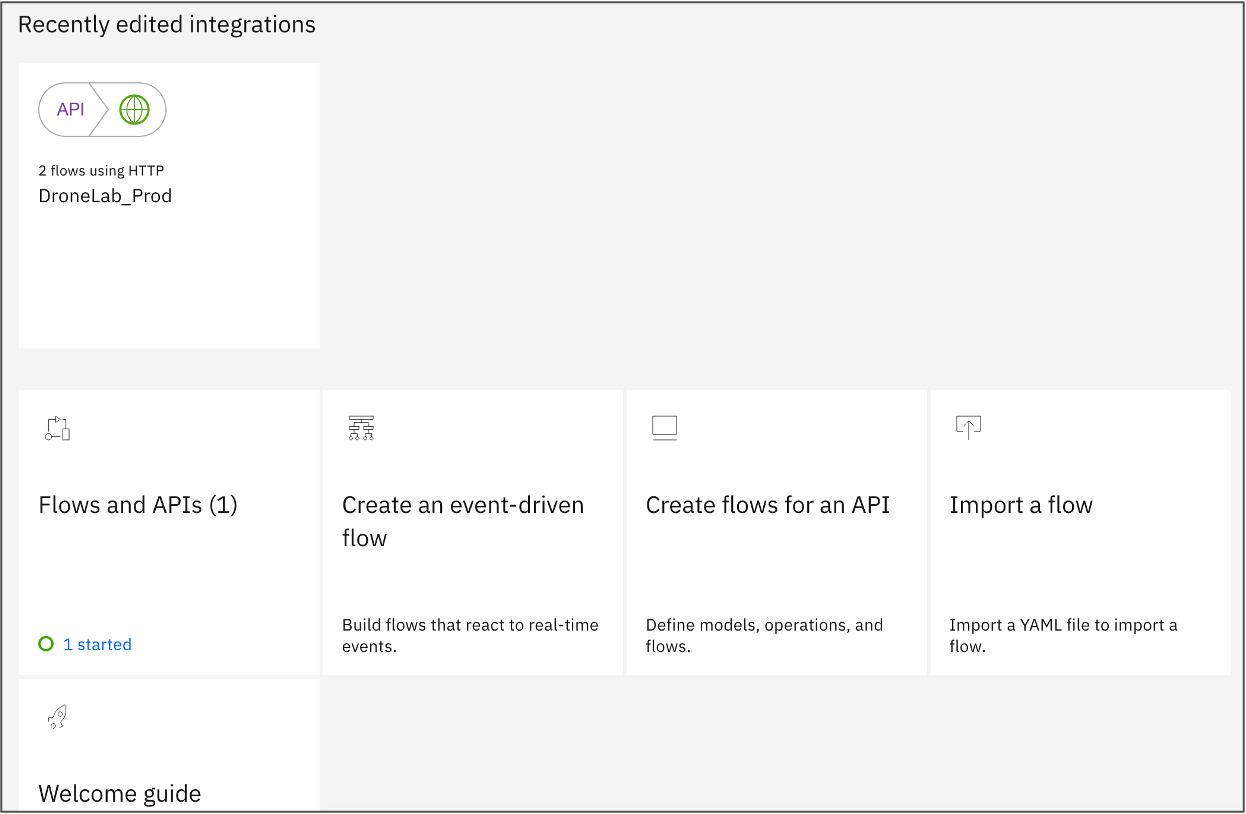 Recently edited integrations
API
2 flows using HTTP
DroneLab_Prod
Flows and APIs (1)
1 started
Create an event-driven
flow
Build flows that react to real-time
events.
Create flows for an API
Define models, operations, and
flows.
Import a flow
Import a YAML file to import a
flow.
Welcome guide